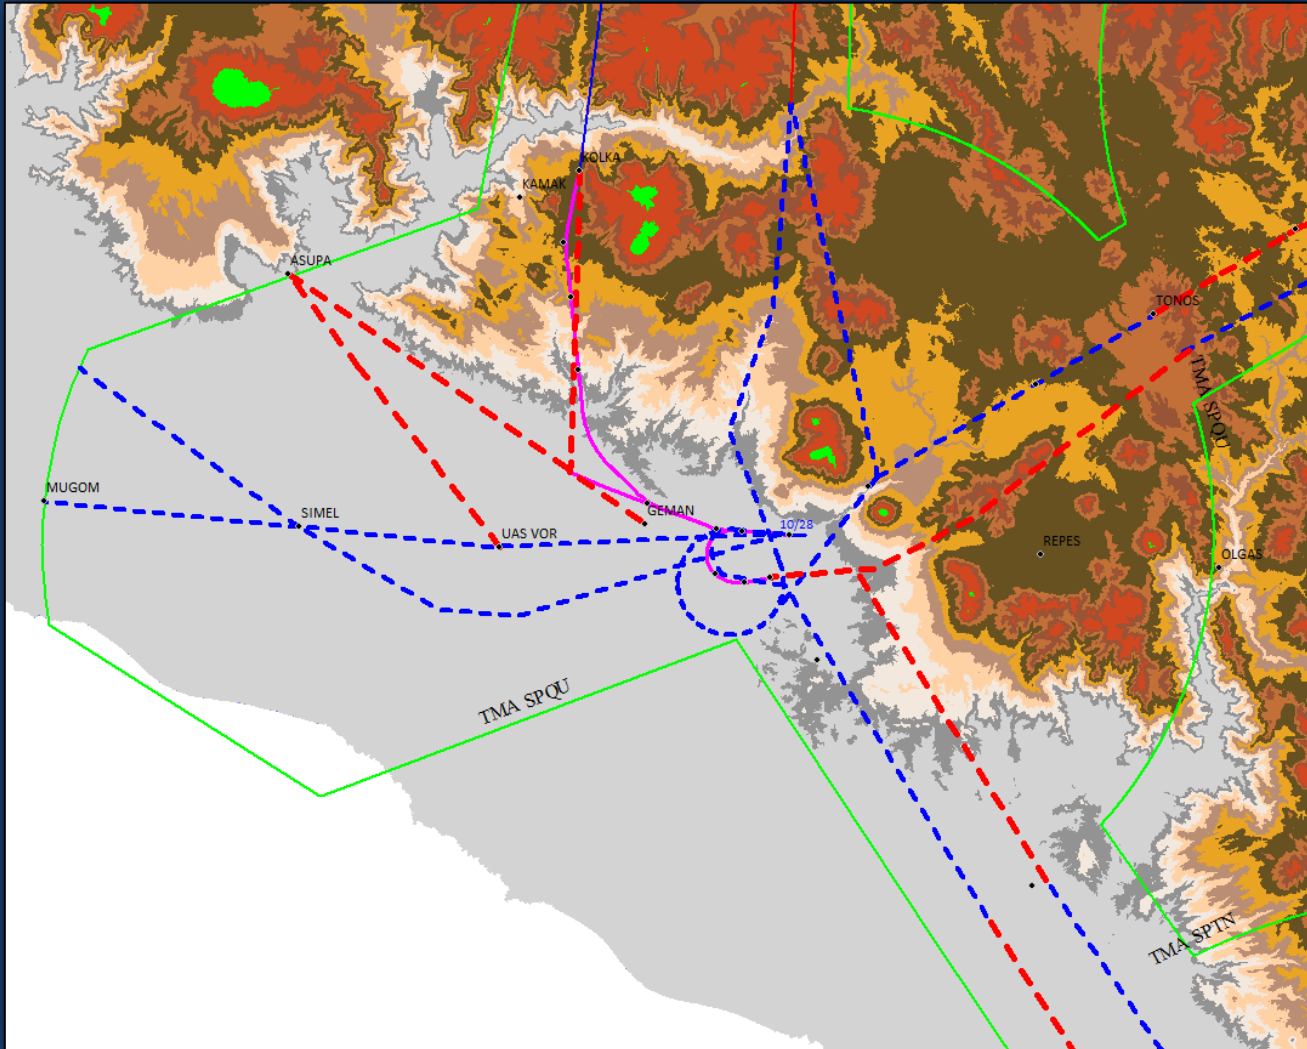 KOLKA
KAMAK
ASUPA
TONOS
TMA SPQU
MUGOM
SIMEL
GEMAN
UAS VOR
10/28
REPES
OLGAS
TMA SPQU
TMA SPTN